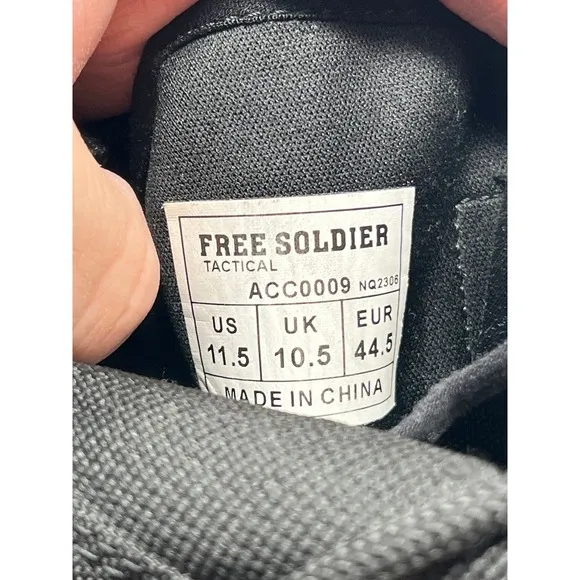 FREE SOLDIER
TACTICAL
ACC0009 NQ2306
US UK EUR
11.5 10.5 44.5
MADE IN CHINA